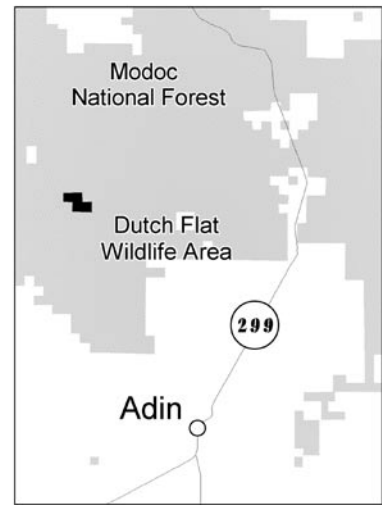 Modoc
National Forest
Dutch Flat
Wildlife Area
299
Adin